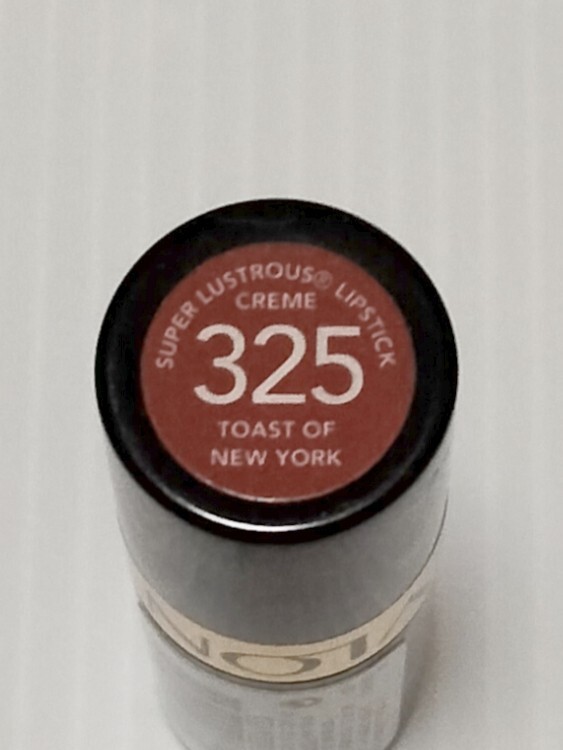 SUPER LUSTROUS® LIPSTICK
CREME
325
TOAST OF
NEW YORK